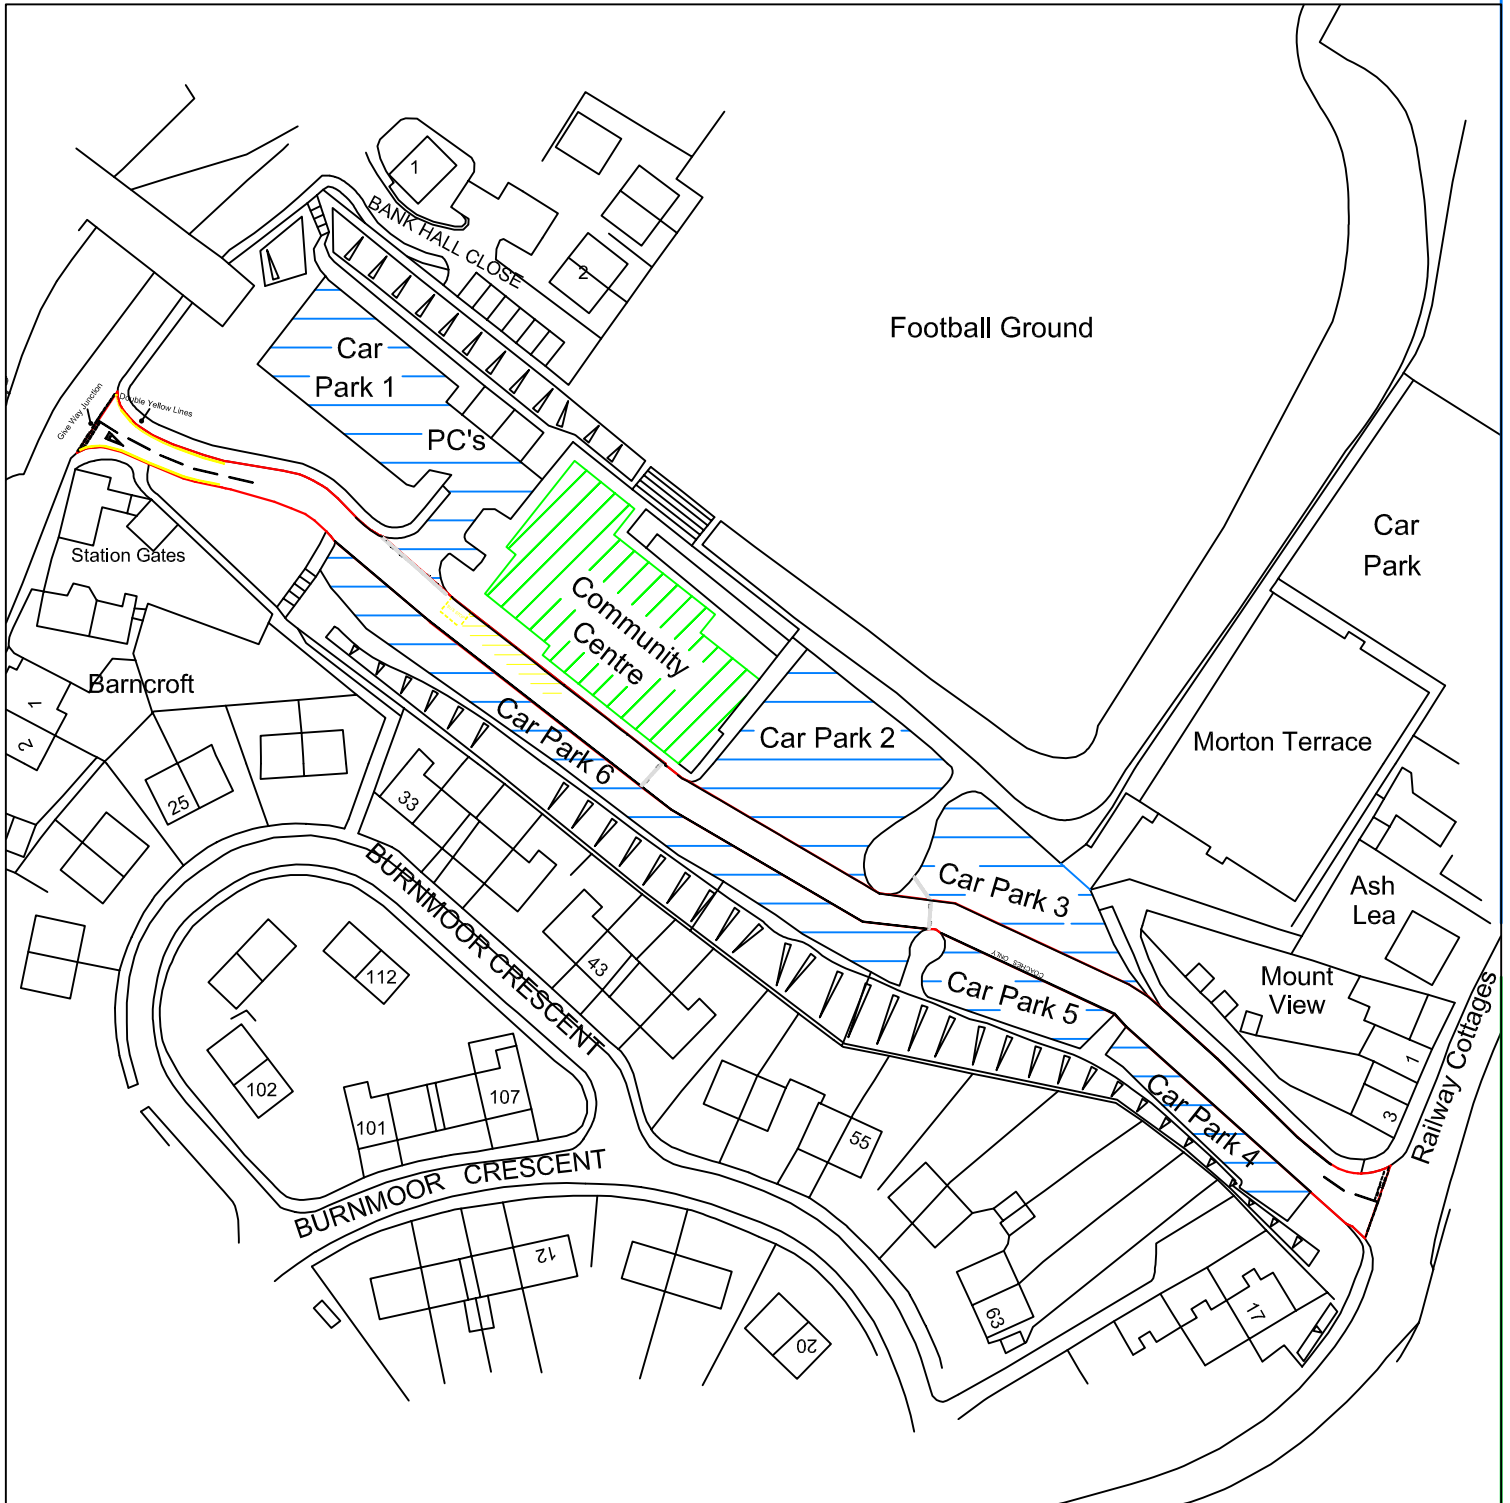 1
BANK HALL CLOSE
2
Football Ground
Car
Park 1
PC's
Give Way Junction
Double Yellow Lines
Station Gates
Community
Centre
Car
Park
Barncroft
1
2
Car Park 6
Car Park 2
Morton Terrace
25
33
BURNMOOR CRESCENT
Car Park 3
Ash
Lea
43
112
COACHES ONLY
Car Park 5
Mount
View
Railway Cottages
1
3
102
107
101
55
Car Park 4
BURNMOOR CRESCENT
12
63
17
20